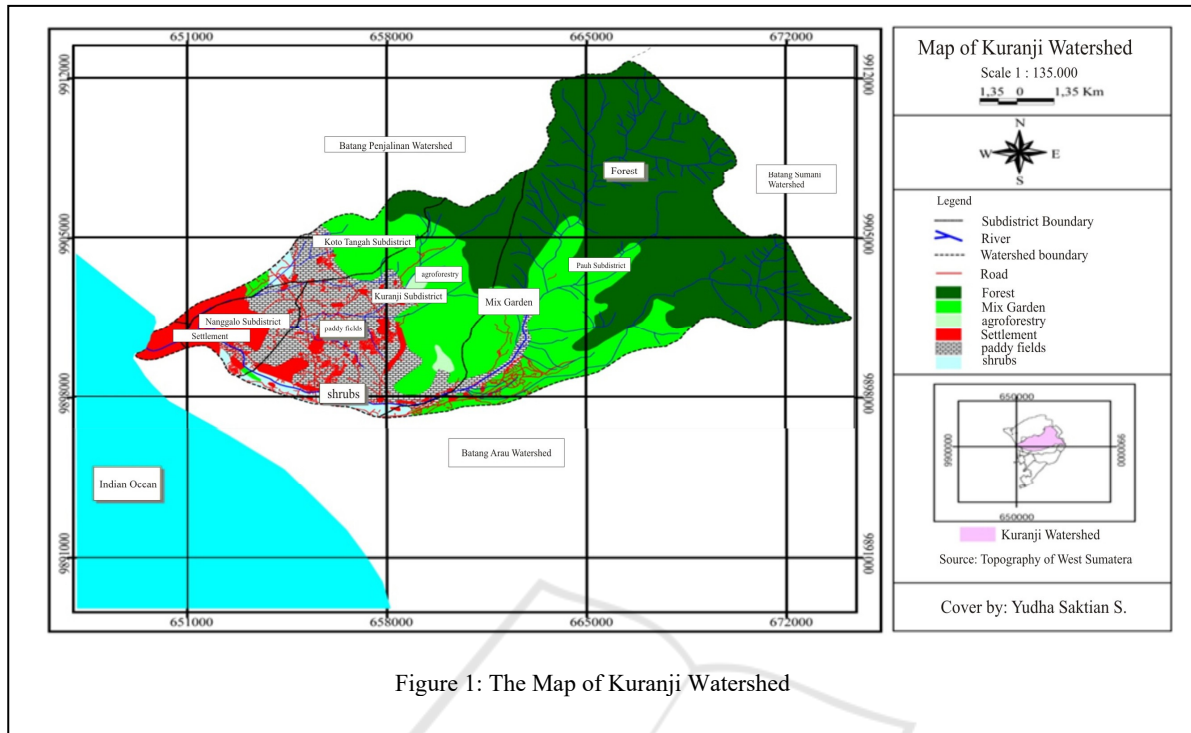 651000 658000 665000 672000
9912000 9912000
9905000 9905000
9898000 9898000
9891000 9891000
651000 658000 665000 672000
Batang Penjalinan Watershed
Forest
Batang Sumani
Watershed
Koto Tangah Subdistrict
agroforestry
Pauh Subdistrict
Kuranji Subdistrict
Mix Garden
Nanggalo Subdistrict
Settlement
paddy fields
shrubs
Batang Arau Watershed
Indian Occan
Map of Kuranji Watershed
Scale 1 : 135.000
1,35 0 1,35 Km
N
W E
S
Legend
Subdistrict Boundary
River
Watershed boundary
Road
Forest
Mix Garden
agroforestry
Settlement
paddy fields
shrubs
650000
9900000 9900000
650000
Kuranji Watershed
Source: Topography of West Sumatera
Cover by: Yudha Saktian S.
Figure 1: The Map of Kuranji Watershed